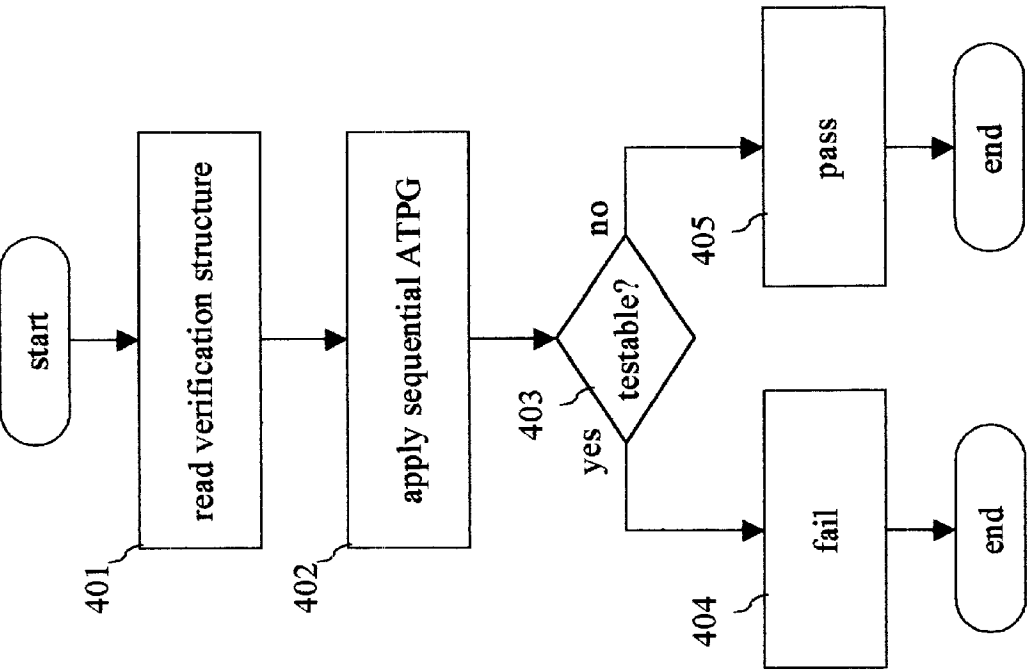 start
401
read verification structure
402
apply sequential ATPG
403
testable?
yes
no
404
fail
405
pass
end
end